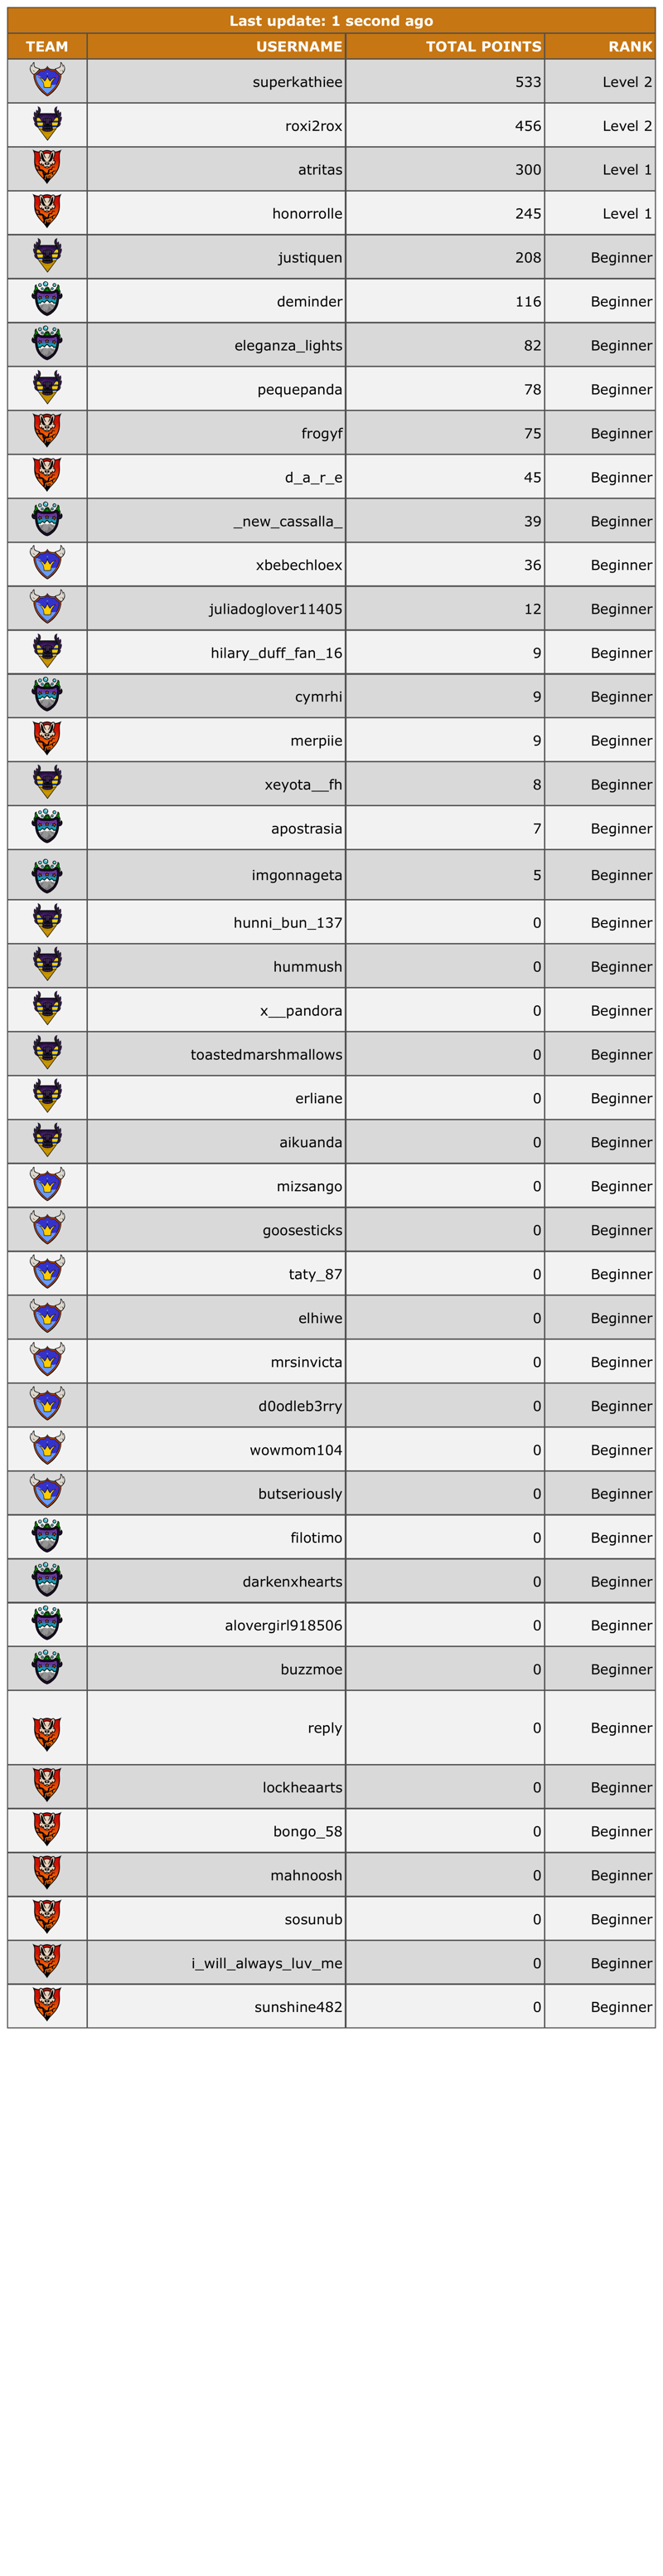 Last update: 1 second ago
TEAM USERNAME TOTAL POINTS RANK
superkathiee 533 Level 2
roxi2rox 456 Level 2
atritas 300 Level 1
honorrolle 245 Level 1
justiquen 208 Beginner
deminder 116 Beginner
eleganza_lights 82 Beginner
pequepanda 78 Beginner
frogyf 75 Beginner
d_a_r_e 45 Beginner
_new_cassalla_ 39 Beginner
xbebechloex 36 Beginner
juliadoglover11405 12 Beginner
hilary_duff_fan_16 9 Beginner
cymrhi 9 Beginner
merpiie 9 Beginner
xeyota__fh 8 Beginner
apostrasia 7 Beginner
imgonnageta 5 Beginner
hunni_bun_137 0 Beginner
hummush 0 Beginner
x__pandora 0 Beginner
toastedmarshmallows 0 Beginner
erliane 0 Beginner
aikuanda 0 Beginner
mizsango 0 Beginner
goosesticks 0 Beginner
taty_87 0 Beginner
elhiwe 0 Beginner
mrsinvicta 0 Beginner
d0odleb3rry 0 Beginner
wowmom104 0 Beginner
butseriously 0 Beginner
filotimo 0 Beginner
darkenxhearts 0 Beginner
alovergirl918506 0 Beginner
buzzmoe 0 Beginner
reply 0 Beginner
lockheaarts 0 Beginner
bongo_58 0 Beginner
mahnoosh 0 Beginner
sosunub 0 Beginner
i_will_always_luv_me 0 Beginner
sunshine482 0 Beginner